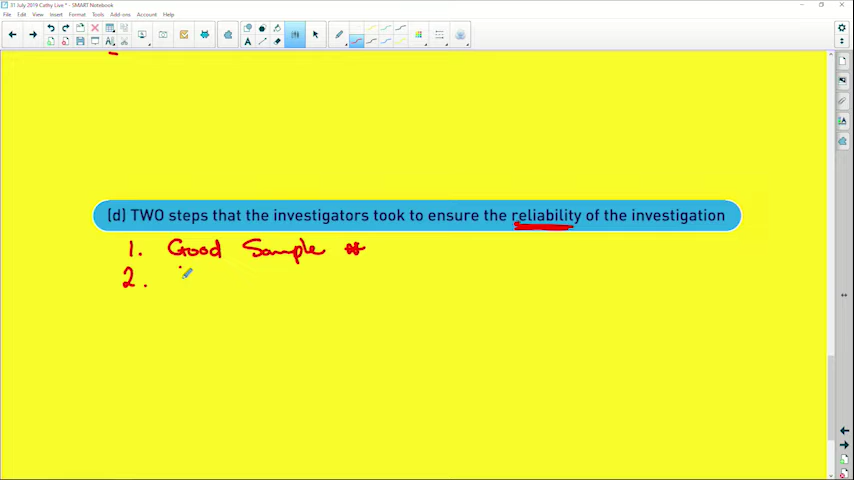 31 July 2019 Cathy Live * - SMART Notebook
File Edit View Insert Format Tools Add-ons Account Help
(d) TWO steps that the investigators took to ensure the reliability of the investigation
1. Good Sample #
2.